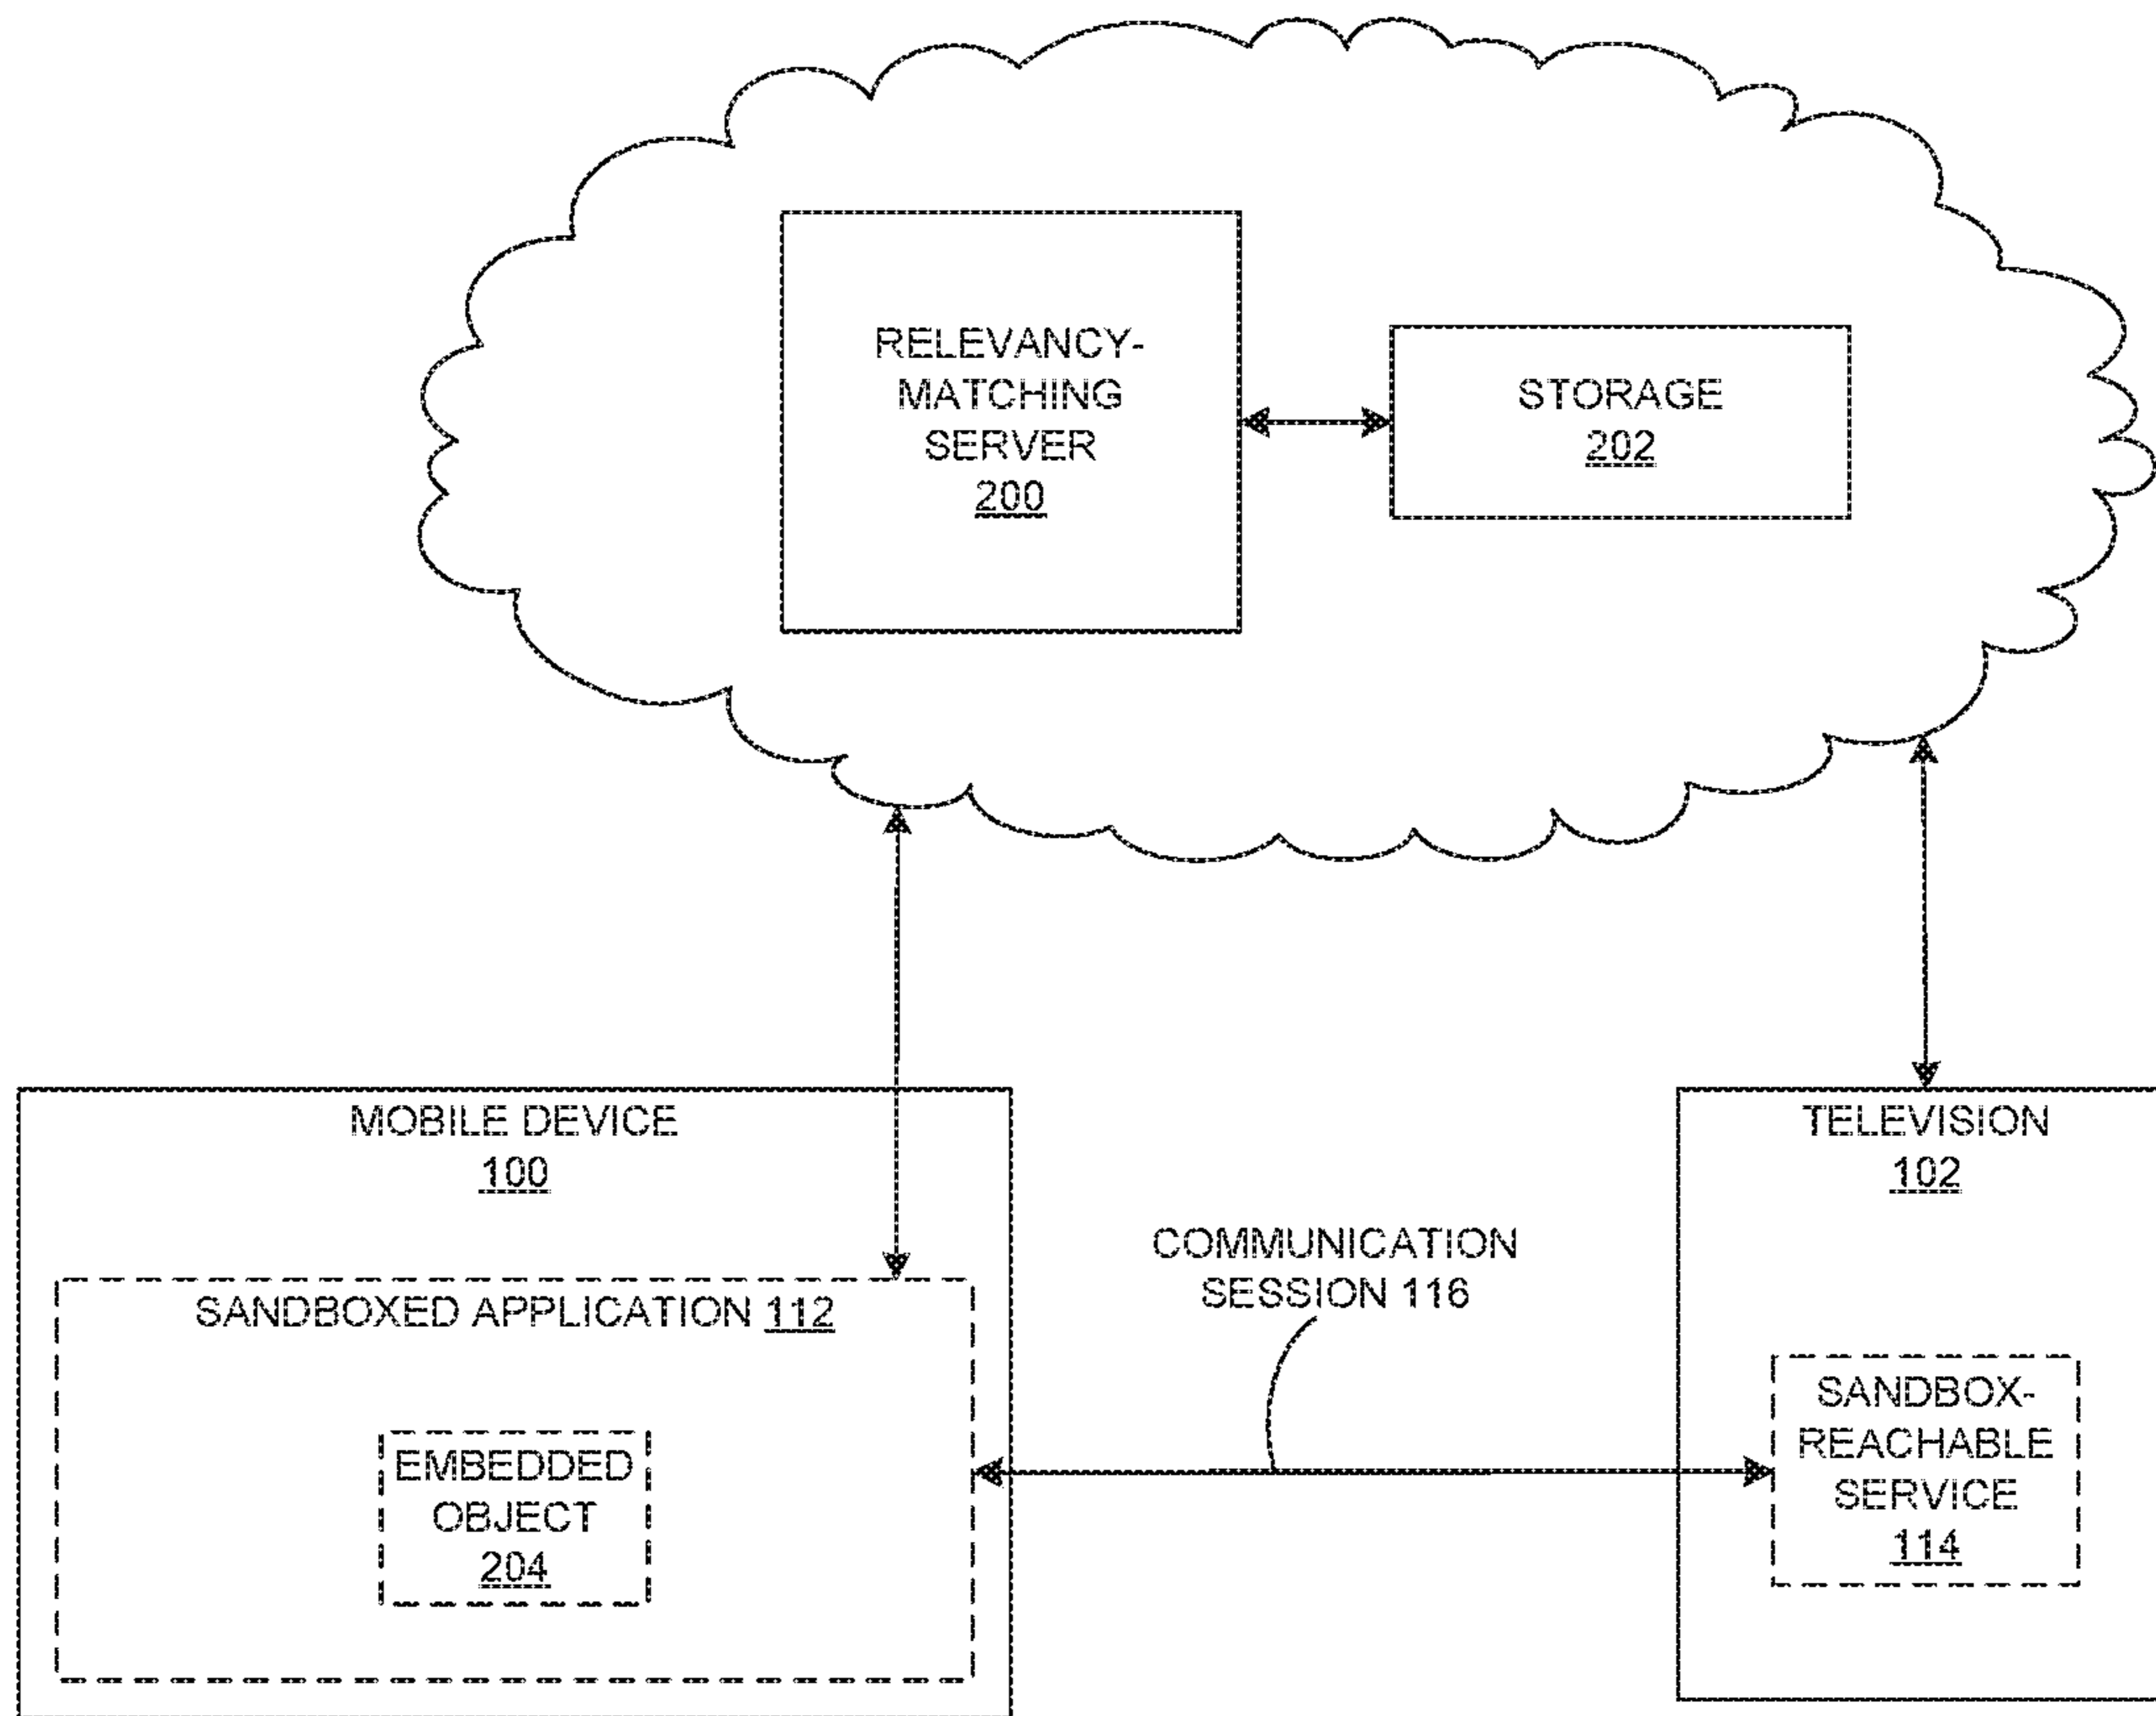 RELEVANCY-
MATCHING
SERVER
200
STORAGE
202
MOBILE DEVICE
100
SANDBOXED APPLICATION 112
EMBEDDED
OBJECT
204
COMMUNICATION
SESSION 116
TELEVISION
102
SANDBOX-
REACHABLE
SERVICE
114